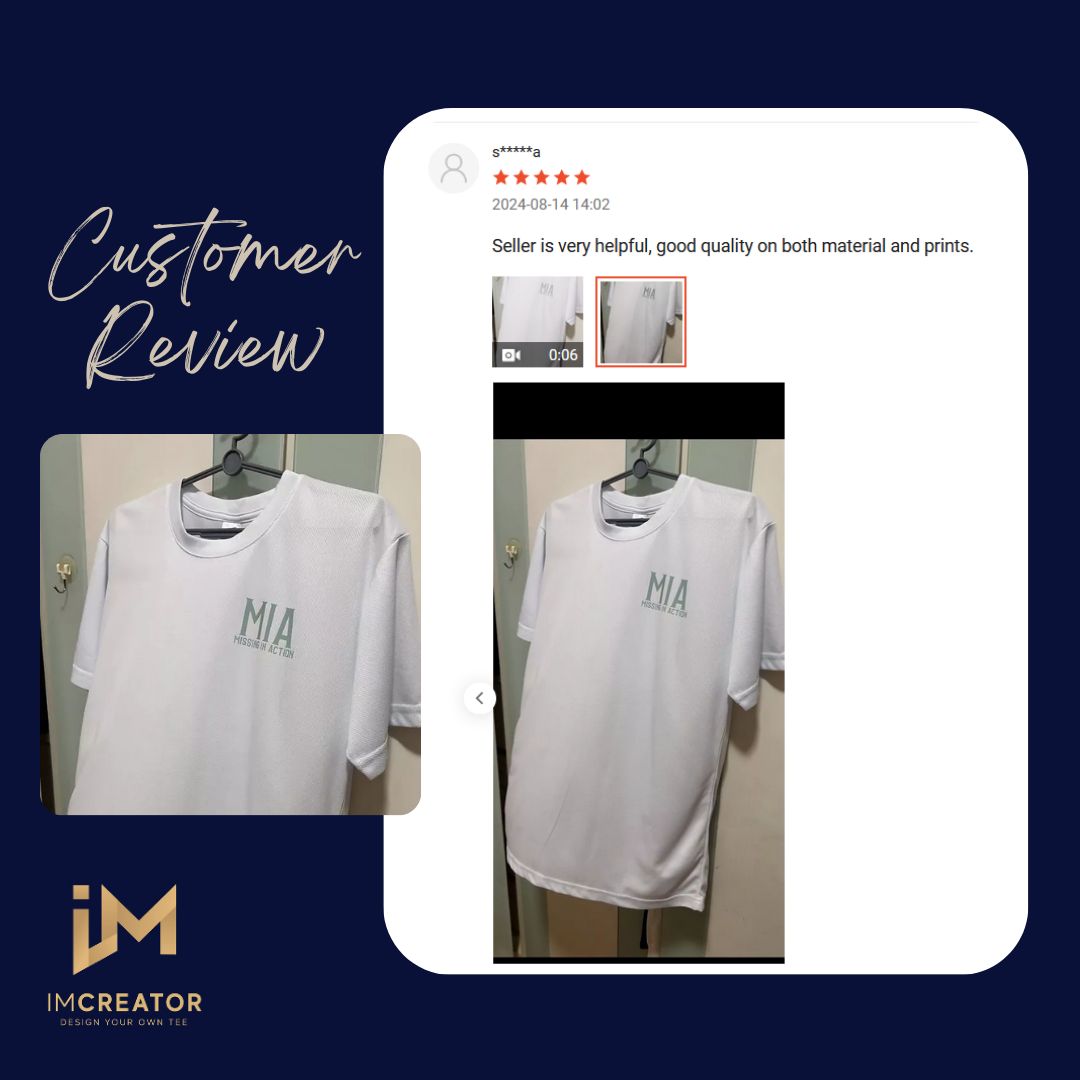 Customer
Review
s*****a
2024-08-14 14:02
Seller is very helpful, good quality on both material and prints.
MIA
0:06
MIA
MIA
MISSING IN ACTION
MIA
MISSING IN ACTION
iM
IMCREATOR
DESIGN YOUR OWN TEE